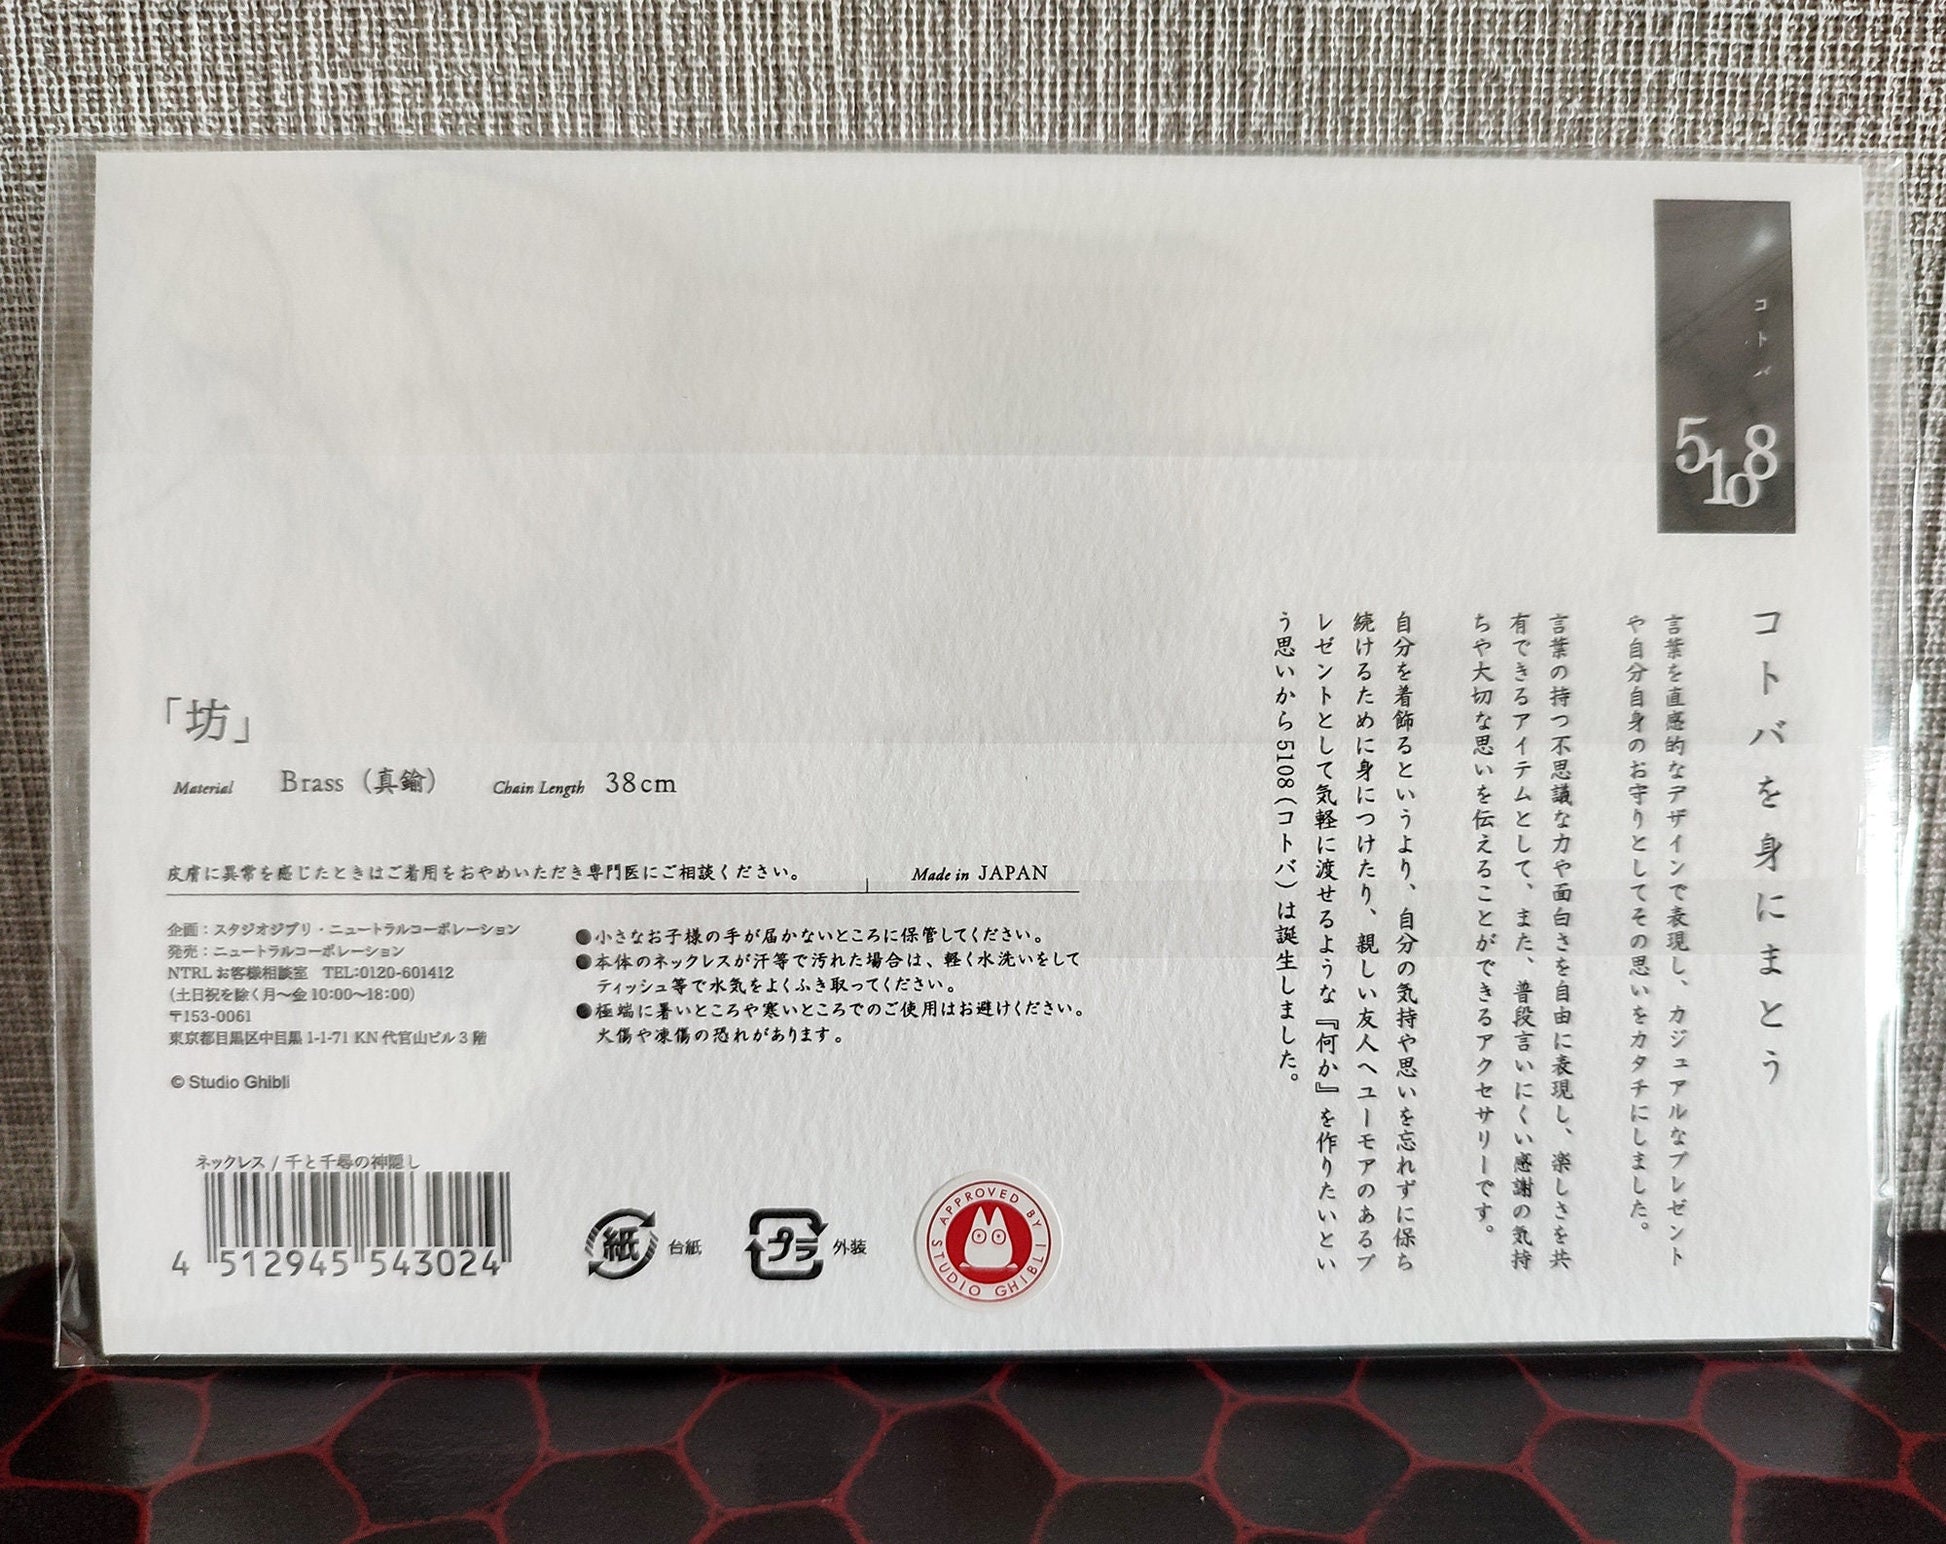 コトバ
5108
コトバを身にまとう
言葉を直感的なデザインで表現し、カジュアルなプレゼント
や自分自身のお守りとしてその思いをカタチにしました。
言葉の持つ不思議な力や面白さを自由に表現し、楽しさを共
有できるアイテムとして、また、普段言いにくい感謝の気持
ちや大切な思いを伝えることができるアクセサリーです。
自分を着飾るというより、自分の気持や思いを忘れずに保ち
続けるために身につけたり、親しい友人へユーモアのあるプ
レゼントとして気軽に渡せるような『何か』を作りたいとい
う思いから5108(コトバ)は誕生しました。
「坊」
Material Brass(真鍮) Chain Length 38cm
皮膚に異常を感じたときはご着用をおやめいただき専門医にご相談ください。 Made in JAPAN
企画：スタジオジブリ・ニュートラルコーポレーション
発売：ニュートラルコーポレーション
NTRL お客様相談室 TEL:0120-601412
(土日祝を除く月～金 10:00～18:00)
〒153-0061
東京都目黒区中目黒 1-1-71 KN 代官山ビル 3 階
© Studio Ghibli
●小さなお子様の手が届かないところに保管してください。
●本体のネックレスが汗等で汚れた場合は、軽く水洗いをして
ティッシュ等で水気をよくふき取ってください。
●極端に暑いところや寒いところでのご使用はお避けください。
火傷や凍傷の恐れがあります。
ネックレス / 千と千尋の神隠し
4 512945 543024
紙 台紙
プラ 外装
APPROVED BY
STUDIO GHIBLI